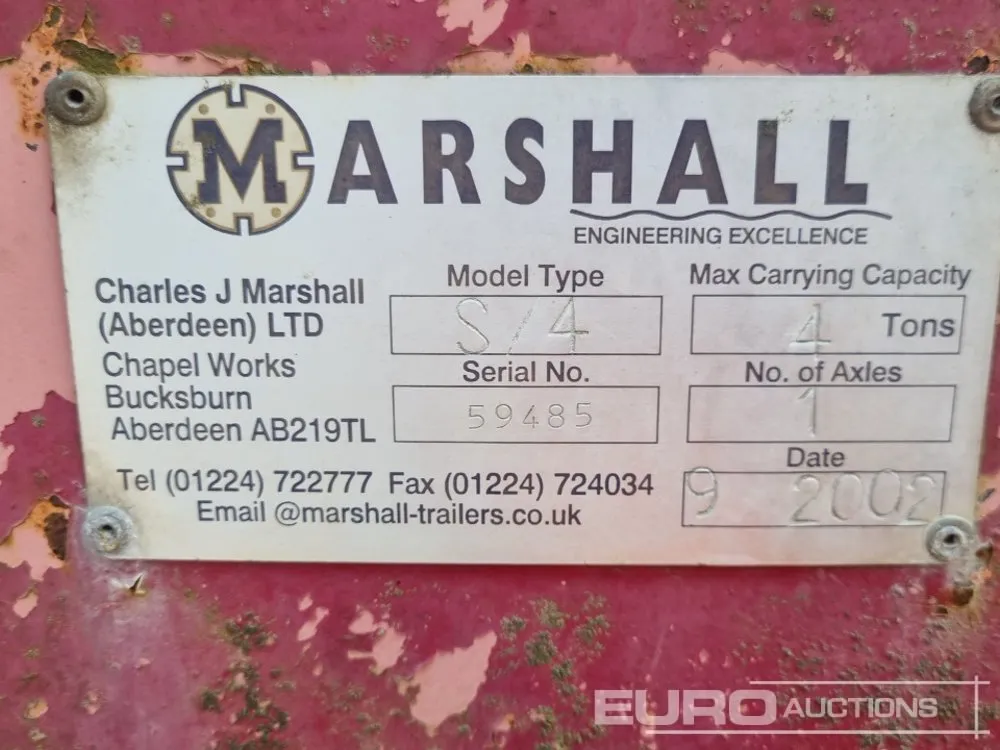 MARSHALL
ENGINEERING EXCELLENCE
Charles J Marshall
(Aberdeen) LTD
Chapel Works
Bucksburn
Aberdeen AB219TL
Model Type
S/4
Serial No.
59485
Max Carrying Capacity
4 Tons
No. of Axles
1
Date
9 2002
Tel (01224) 722777 Fax (01224) 724034
Email @marshall-trailers.co.uk
EURO AUCTIONS